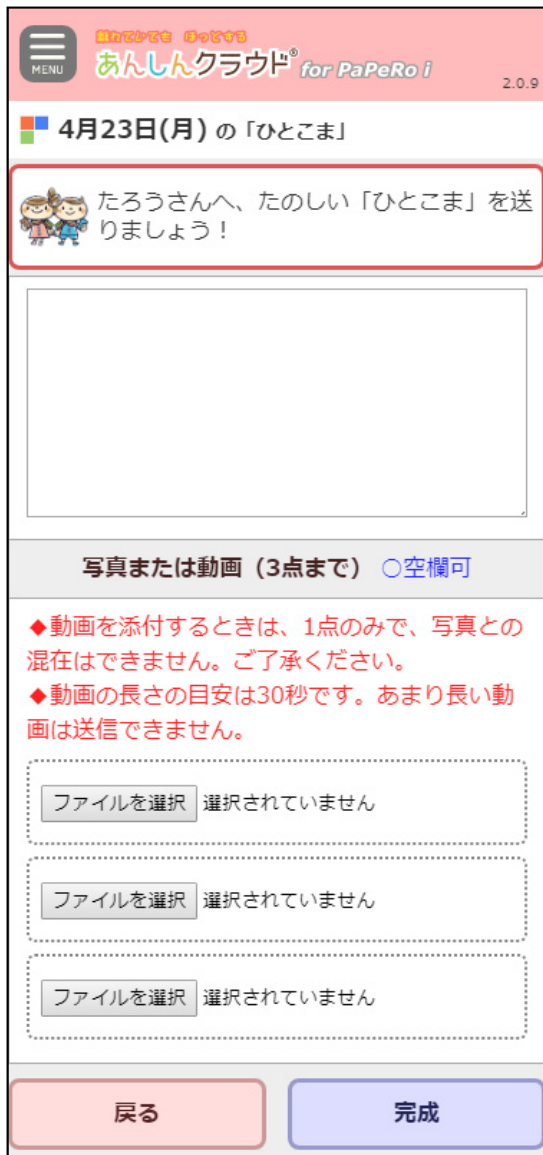 離れていても ほっとする
あんしんクラウド® for PaPeRo i
MENU
2.0.9
4月23日(月) の「ひとこま」
たろうさんへ、たのしい「ひとこま」を送
りましょう！
写真または動画（3点まで） ○空欄可
◆動画を添付するときは、1点のみで、写真との
混在はできません。ご了承ください。
◆動画の長さの目安は30秒です。あまり長い動
画は送信できません。
ファイルを選択 選択されていません
ファイルを選択 選択されていません
ファイルを選択 選択されていません
戻る
完成